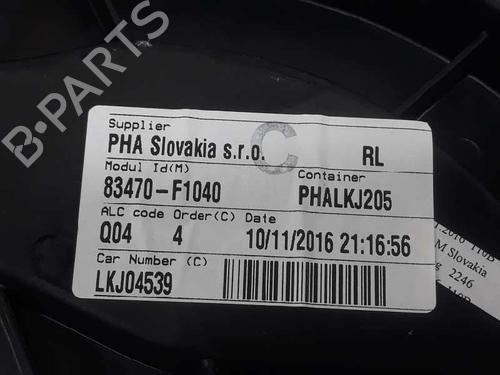 B-PARTS
Supplier
PHA Slovakia s.r.o. C RL
Modul Id(M) Container
83470-F1040 PHALKJ205
ALC code Order(C) Date
Q04 4 10/11/2016 21:16:56
Car Number (C)
LKJ04539
110B
M Slovakia
2246